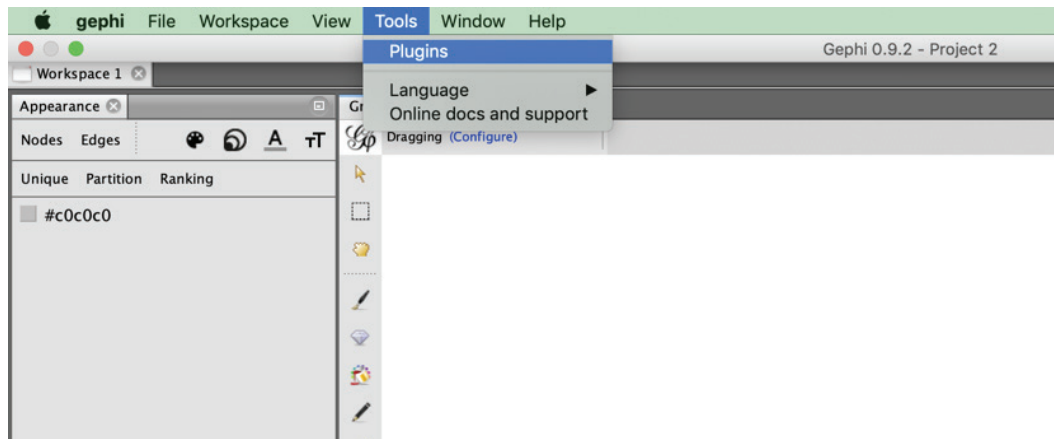 gephi File Workspace View Tools Window Help
Plugins
Gephi 0.9.2 - Project 2
Workspace 1
Language
Online docs and support
Appearance
Gr
Nodes Edges A TT
Dragging (Configure)
Unique Partition Ranking
#c0c0c0